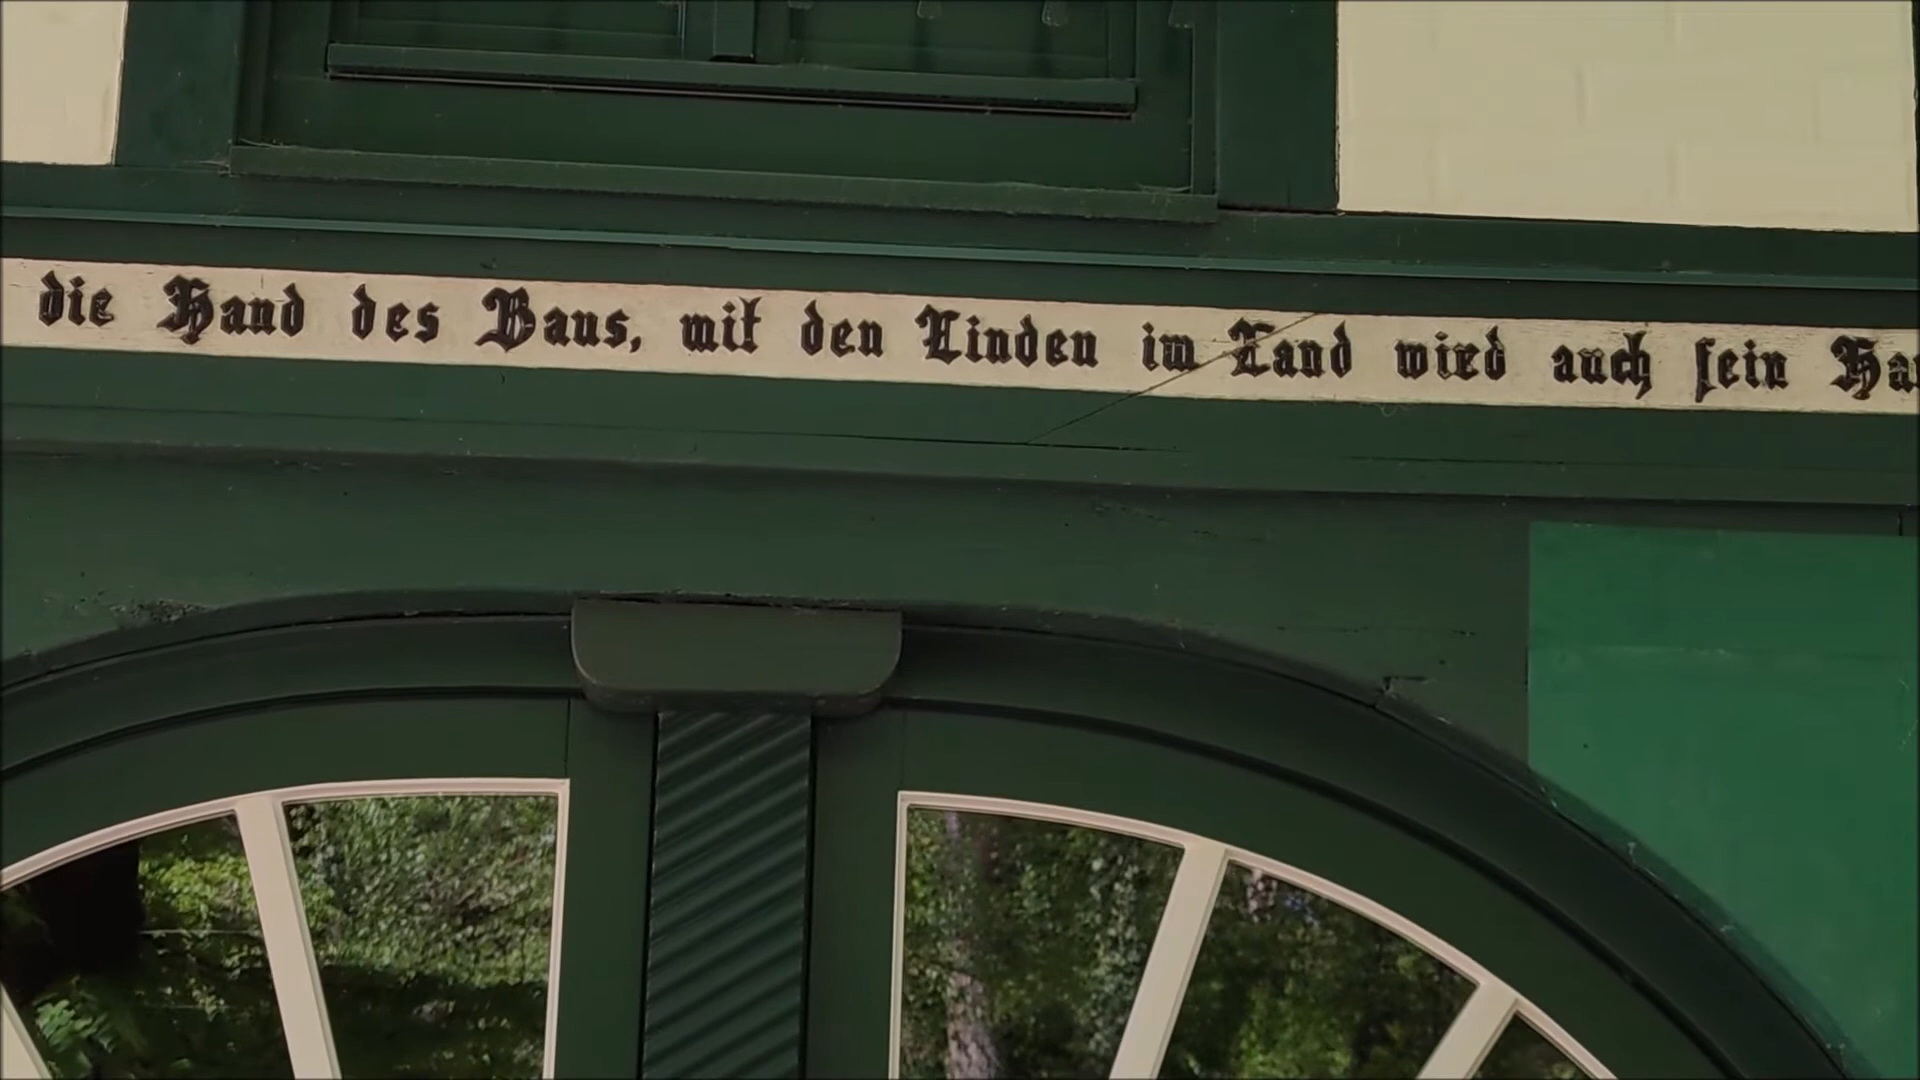 die Hand des Baus, mit den Linden im Land wird auch sein